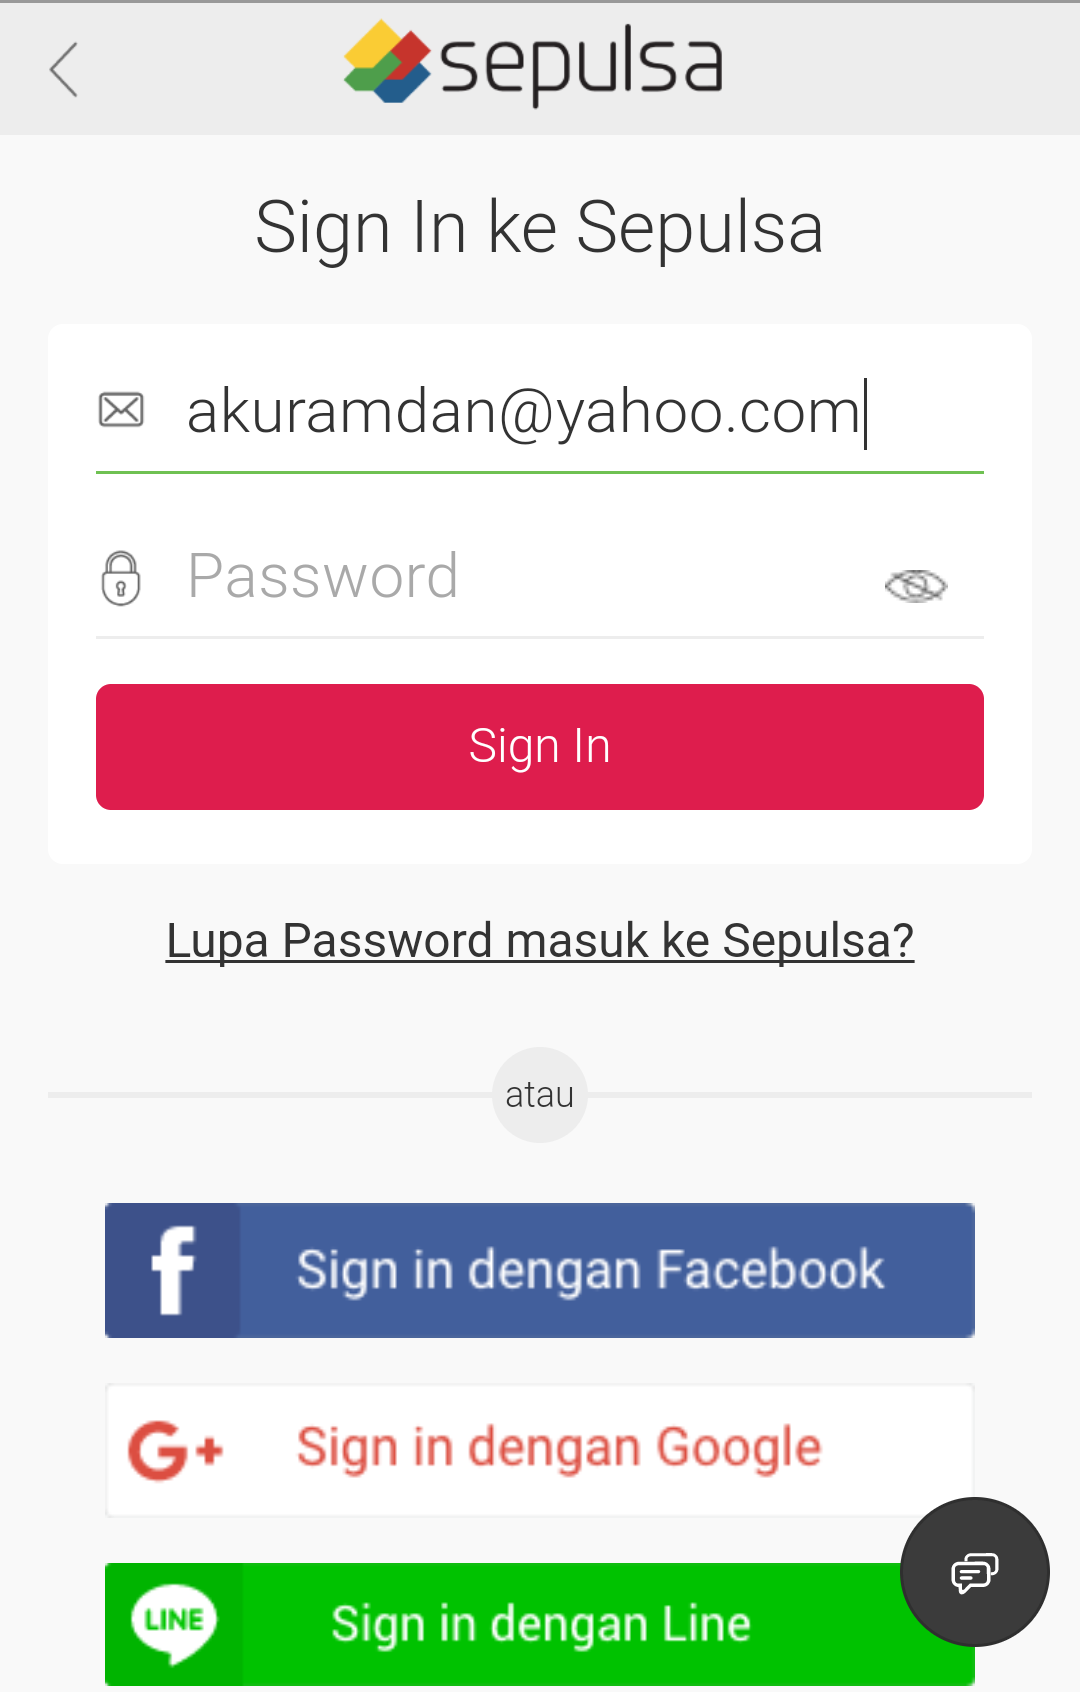 sepulsa
Sign In ke Sepulsa
akuramdan@yahoo.com
Password
Sign In
Lupa Password masuk ke Sepulsa?
atau
f Sign in dengan Facebook
G+ Sign in dengan Google
LINE Sign in dengan Line